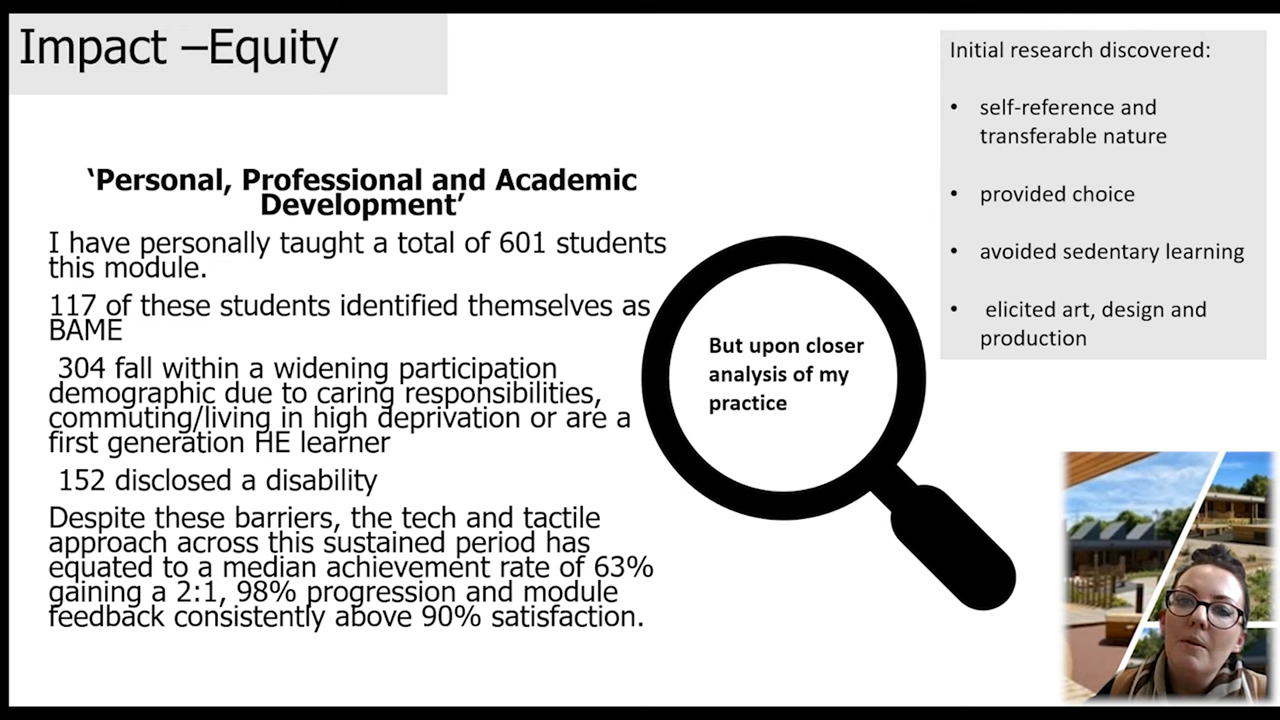 Impact –Equity
‘Personal, Professional and Academic
Development’
I have personally taught a total of 601 students
this module.
117 of these students identified themselves as
BAME
304 fall within a widening participation
demographic due to caring responsibilities,
commuting/living in high deprivation or are a
first generation HE learner
152 disclosed a disability
Despite these barriers, the tech and tactile
approach across this sustained period has
equated to a median achievement rate of 63%
gaining a 2:1, 98% progression and module
feedback consistently above 90% satisfaction.
But upon closer
analysis of my
practice
Initial research discovered:
• self-reference and
transferable nature
• provided choice
• avoided sedentary learning
• elicited art, design and
production